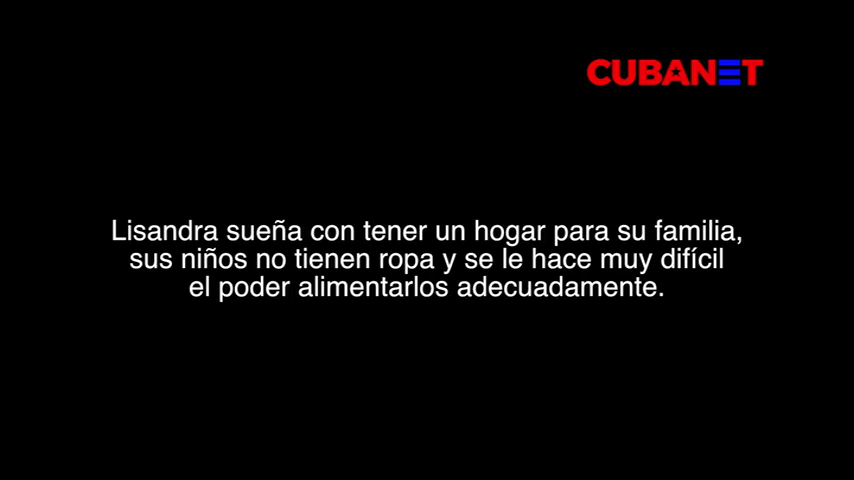 CUBANET
Lisandra sueña con tener un hogar para su familia,
sus niños no tienen ropa y se le hace muy difícil
el poder alimentarlos adecuadamente.